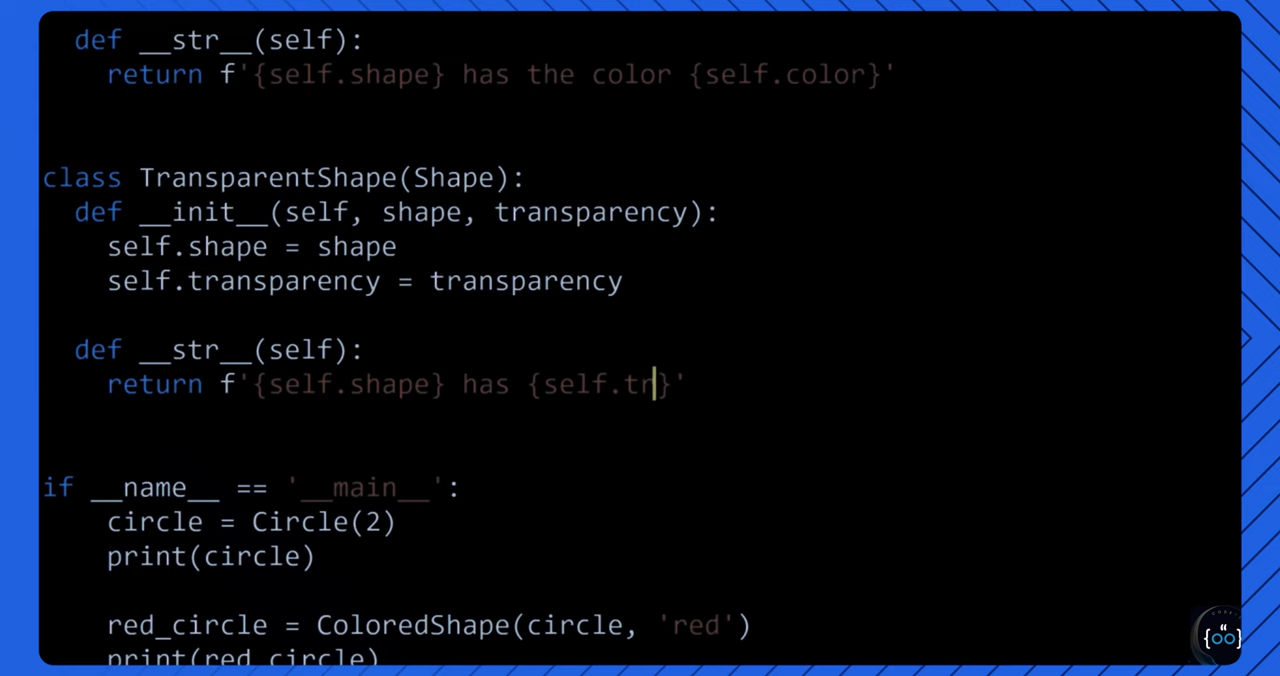 def __str__(self):
return f'{self.shape} has the color {self.color}'
class TransparentShape(Shape):
def __init__(self, shape, transparency):
self.shape = shape
self.transparency = transparency
def __str__(self):
return f'{self.shape} has {self.tr}'
if __name__ == '__main__':
circle = Circle(2)
print(circle)
red_circle = ColoredShape(circle, 'red')
print(red_circle)